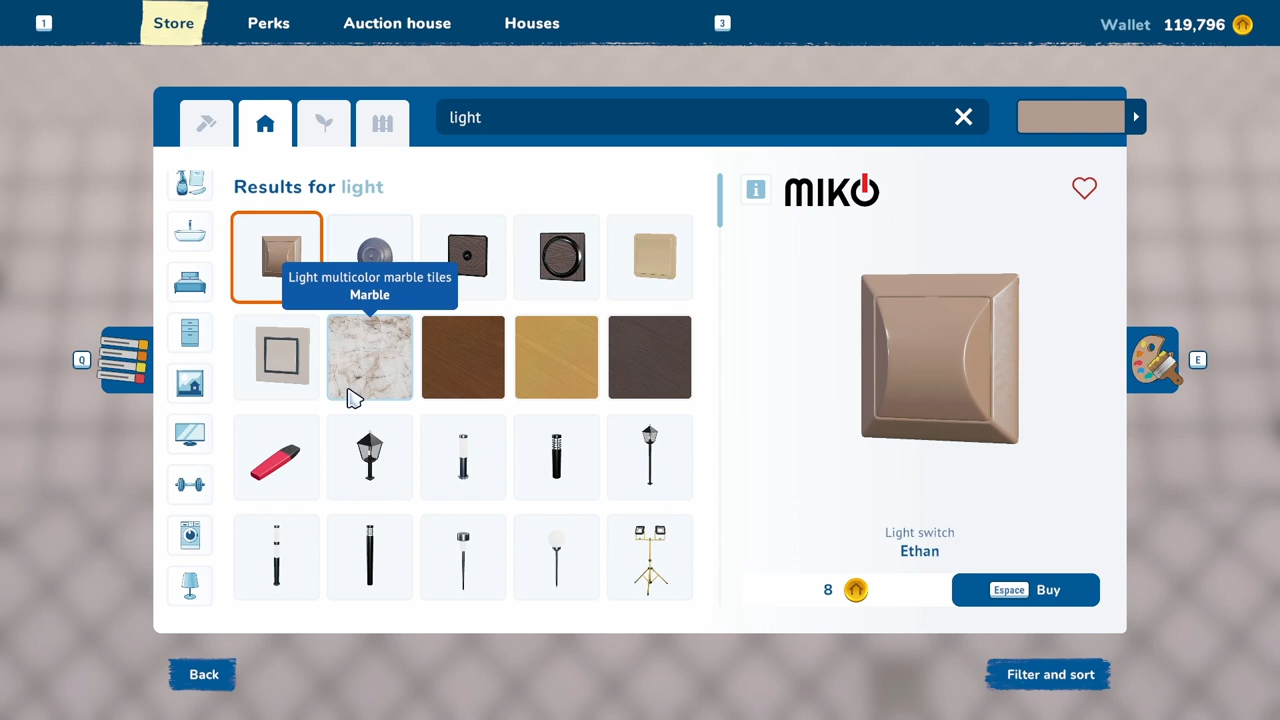 1
Store
Perks
Auction house
Houses
3
Wallet 119,796
light
Results for light
MIKO
Light multicolor marble tiles
Marble
Q
E
Light switch
Ethan
8
Espace Buy
Back
Filter and sort